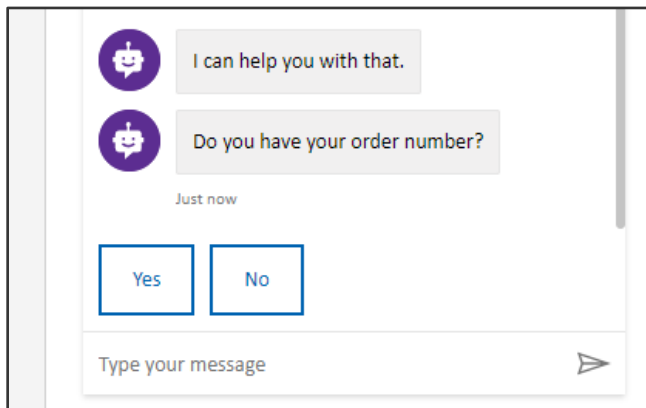 I can help you with that.
Do you have your order number?
Just now
Yes No
Type your message